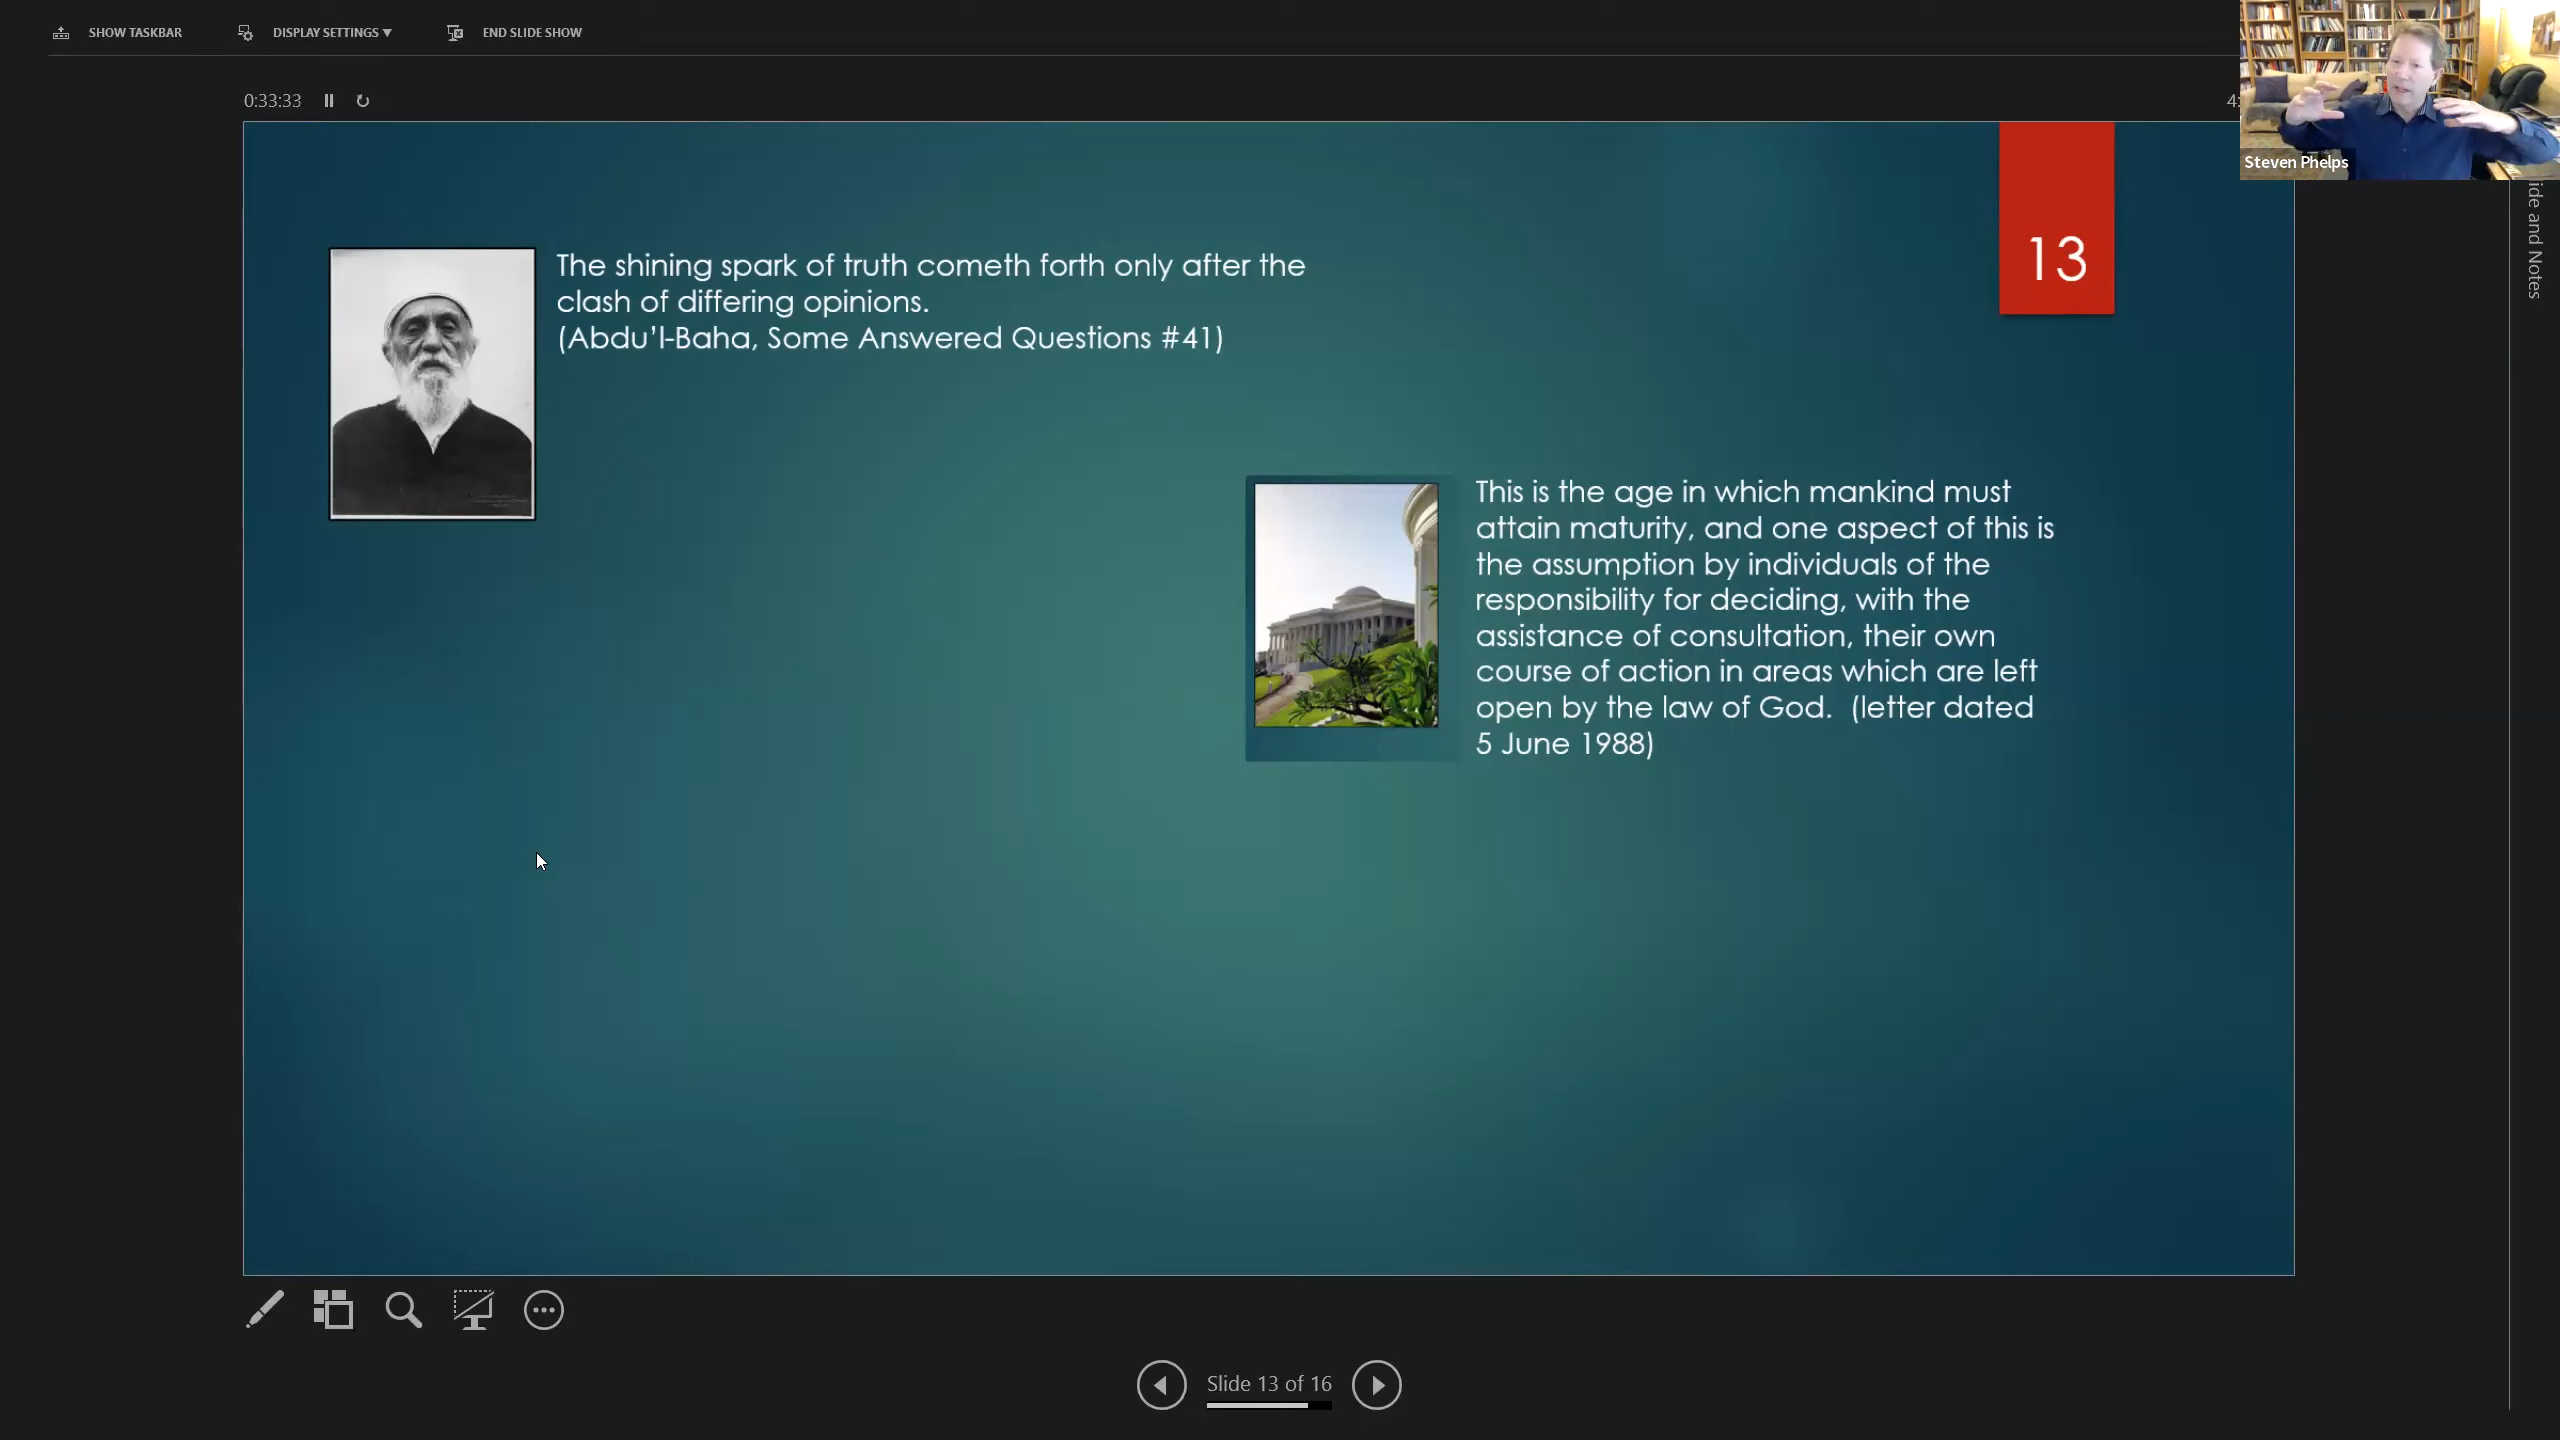 SHOW TASKBAR
DISPLAY SETTINGS ▼
END SLIDE SHOW
0:33:33
4:
Steven Phelps
ide and Notes
13
The shining spark of truth cometh forth only after the
clash of differing opinions.
(Abdu’l-Baha, Some Answered Questions #41)
This is the age in which mankind must
attain maturity, and one aspect of this is
the assumption by individuals of the
responsibility for deciding, with the
assistance of consultation, their own
course of action in areas which are left
open by the law of God.  (letter dated
5 June 1988)
Slide 13 of 16